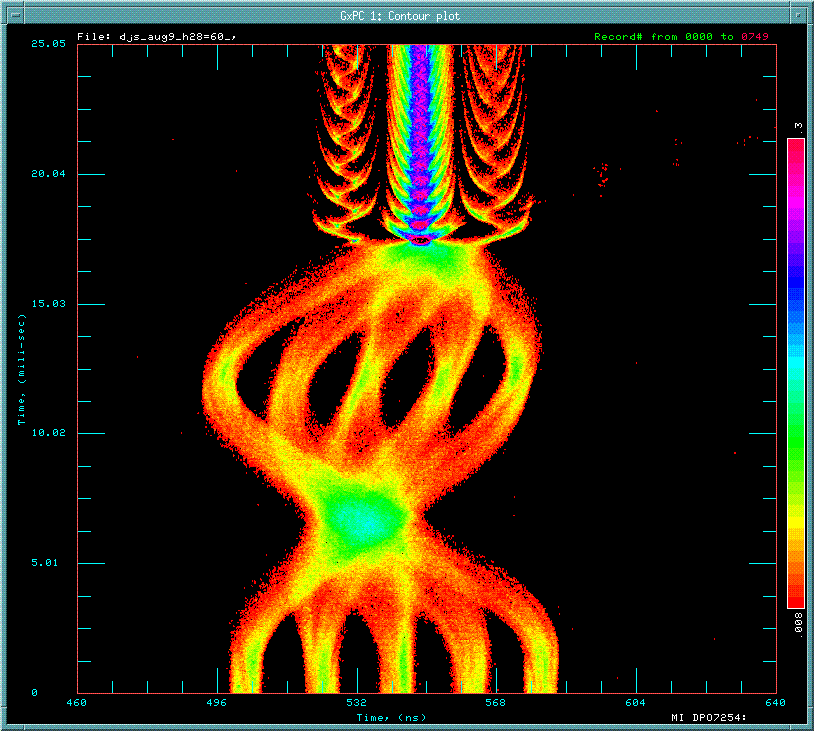 GxPC 1: Contour plot
File: djs_aug9_h28=60_,
Record# from 0000 to 0749
25.05
20.04
15.03
10.02
5.01
0
Time, (mili-sec)
460 496 532 568 604 640
Time, (ns)
MI DPO7254:
.3
.008